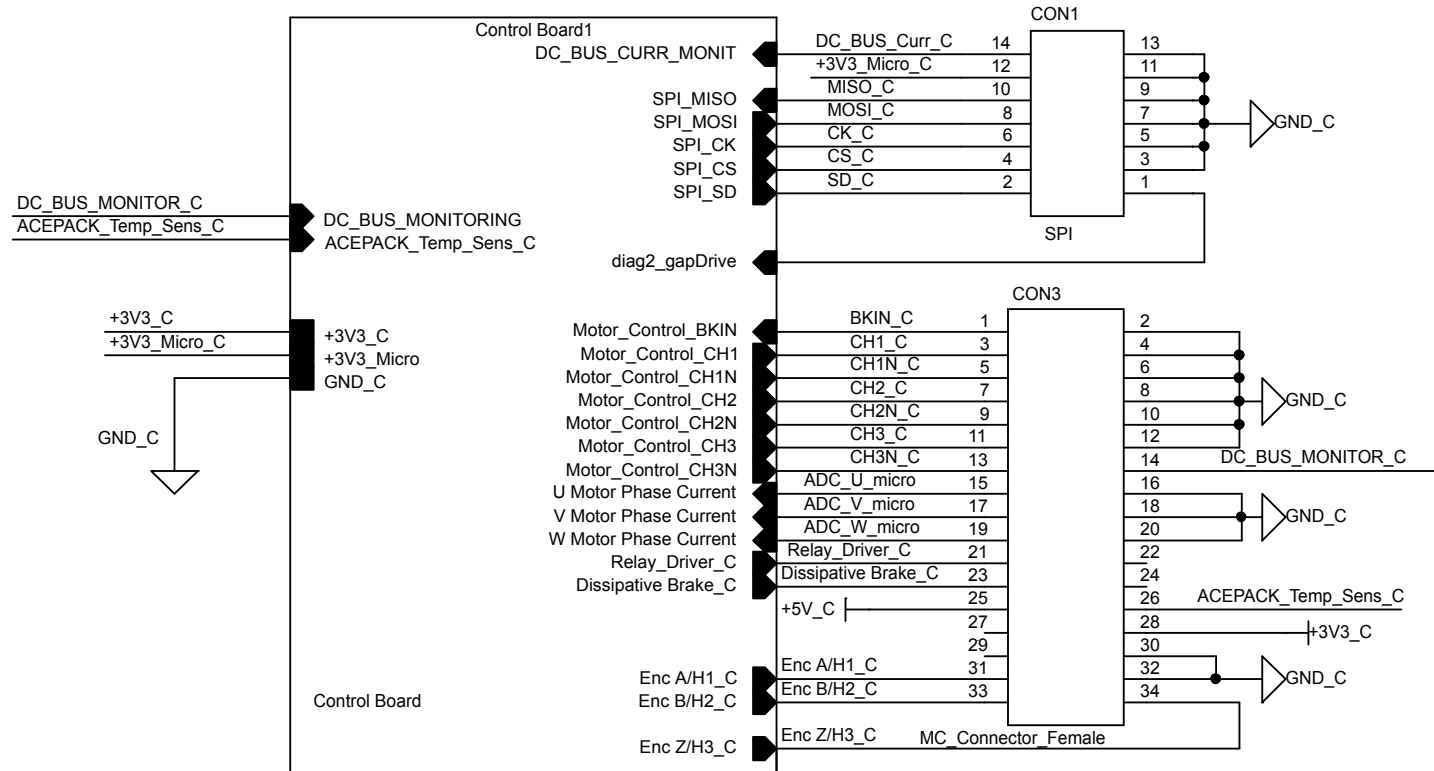 Control Board1
DC_BUS_CURR_MONIT
SPI_MISO
SPI_MOSI
SPI_CK
SPI_CS
SPI_SD
DC_BUS_MONITOR_C
ACEPACK_Temp_Sens_C
DC_BUS_MONITORING
ACEPACK_Temp_Sens_C
diag2_gapDrive
+3V3_C
+3V3_Micro_C
+3V3_C
+3V3_Micro
GND_C
GND_C
Motor_Control_BKIN
Motor_Control_CH1
Motor_Control_CH1N
Motor_Control_CH2
Motor_Control_CH2N
Motor_Control_CH3
Motor_Control_CH3N
U Motor Phase Current
V Motor Phase Current
W Motor Phase Current
Relay_Driver_C
Dissipative Brake_C
Enc A/H1_C
Enc B/H2_C
Enc Z/H3_C
Control Board
CON1
DC_BUS_Curr_C 14 13
+3V3_Micro_C 12 11
MISO_C 10 9
MOSI_C 8 7
CK_C 6 5
CS_C 4 3
SD_C 2 1
GND_C
SPI
CON3
BKIN_C 1 2
CH1_C 3 4
CH1N_C 5 6
CH2_C 7 8
GND_C
CH2N_C 9 10
CH3_C 11 12
CH3N_C 13 14 DC_BUS_MONITOR_C
ADC_U_micro 15 16
ADC_V_micro 17 18 GND_C
ADC_W_micro 19 20
Relay_Driver_C 21 22
Dissipative Brake_C 23 24
+5V_C 25 26 ACEPACK_Temp_Sens_C
27 28 +3V3_C
29 30
Enc A/H1_C 31 32 GND_C
Enc B/H2_C 33 34
Enc Z/H3_C
MC_Connector_Female